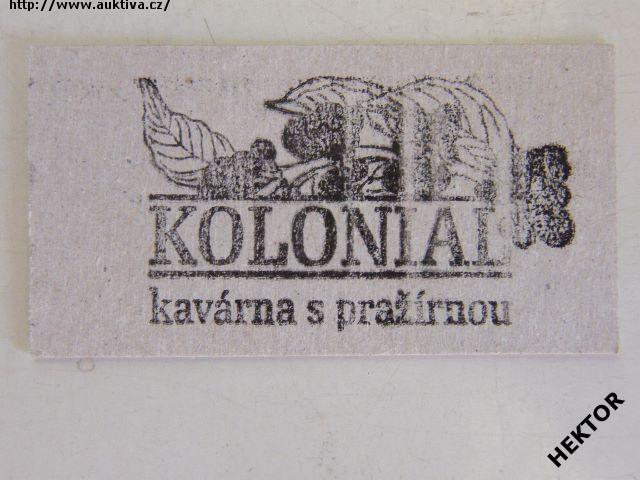 http://www.auktiva.cz/
KOLONIAL
kavárna s pražírnou
HEKTOR